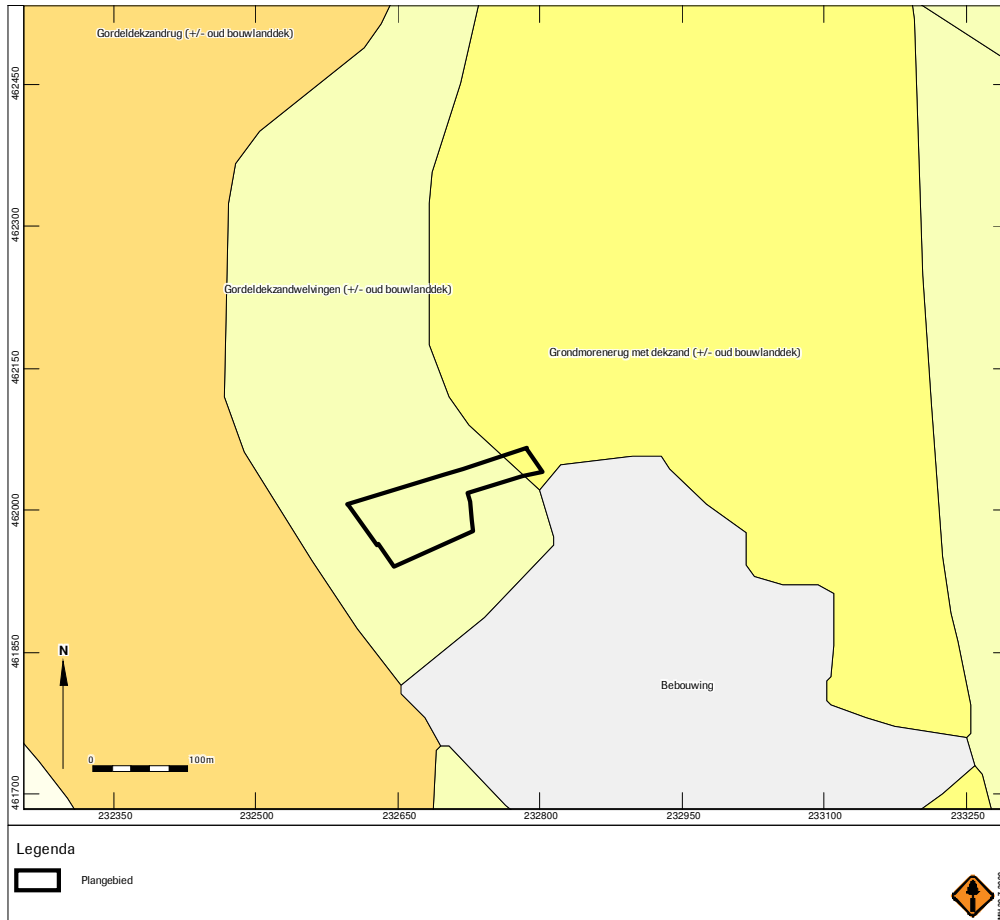 Gordeldekzandrug (+/- oud bouwlanddek)
Gordeldekzandwelvingen (+/- oud bouwlanddek)
Grondmorenerug met dekzand (+/- oud bouwlanddek)
Bebouwing
462450
462300
462150
462000
461850
461700
N
0 100m
232350 232500 232650 232800 232950 233100 233250
Legenda
Plangebied